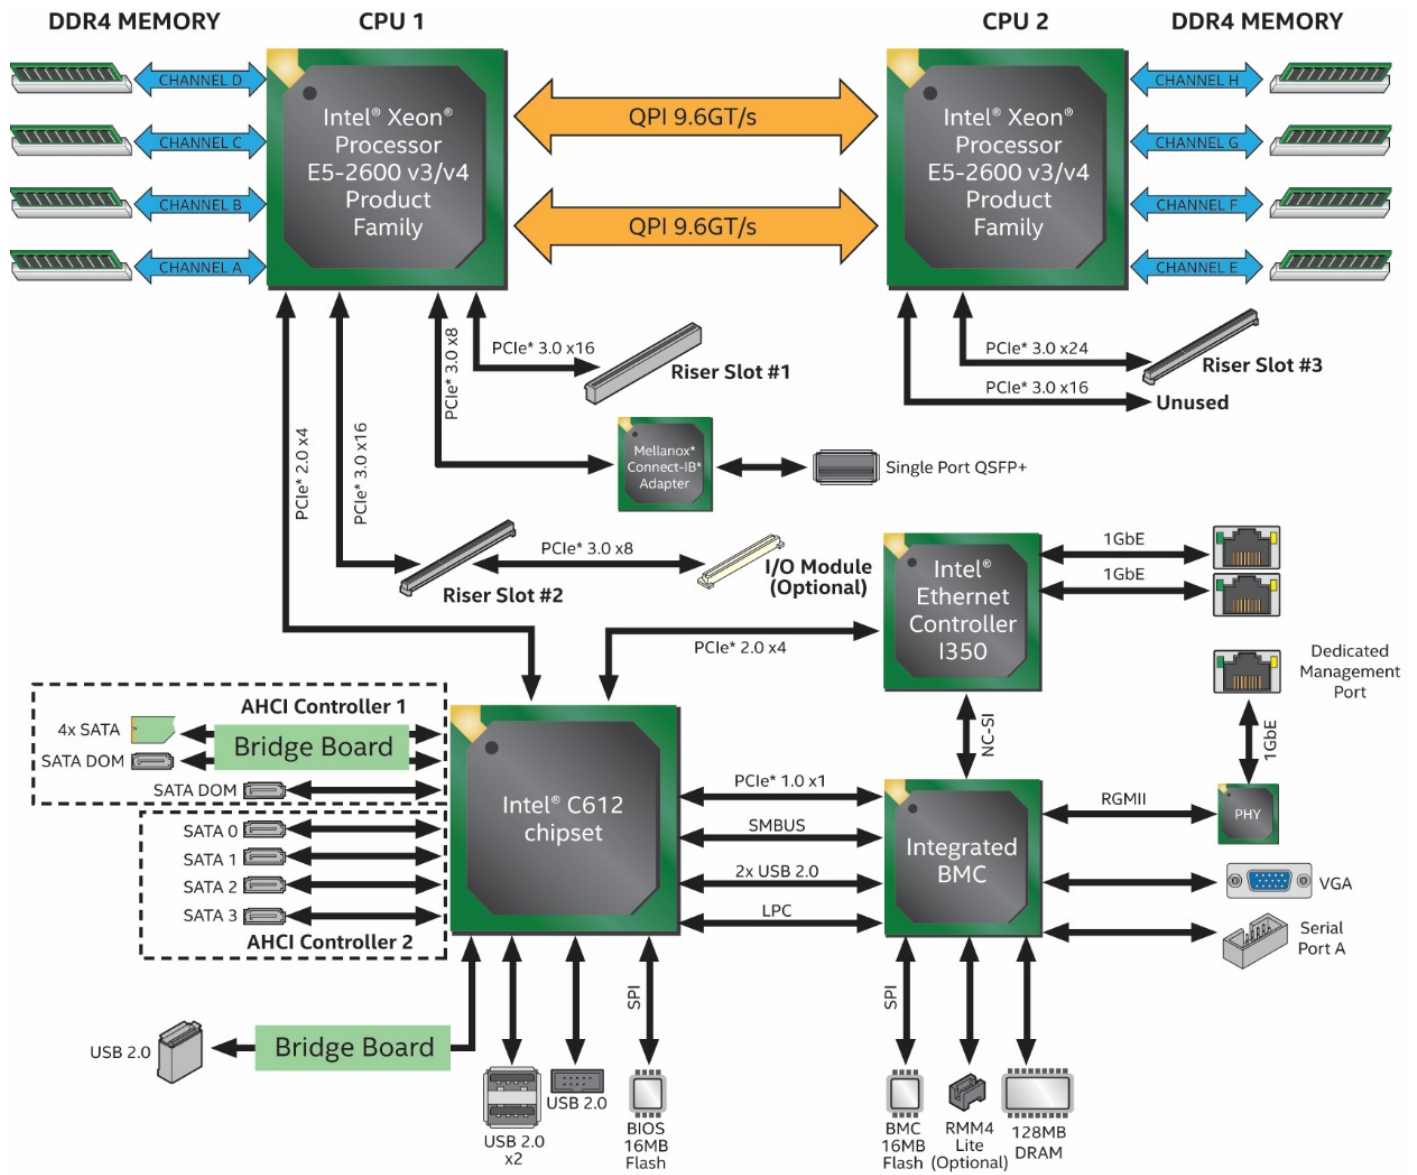 DDR4 MEMORY
CPU 1
CPU 2
DDR4 MEMORY
CHANNEL D
CHANNEL C
CHANNEL B
CHANNEL A
Intel® Xeon®
Processor
E5-2600 v3/v4
Product
Family
QPI 9.6GT/s
QPI 9.6GT/s
Intel® Xeon®
Processor
E5-2600 v3/v4
Product
Family
CHANNEL H
CHANNEL G
CHANNEL F
CHANNEL E
PCIe* 2.0 x4
PCIe* 3.0 x16
PCIe* 3.0 x8
PCIe* 3.0 x16
Riser Slot #1
PCIe* 3.0 x24
Riser Slot #3
PCIe* 3.0 x16
Unused
Mellanox*
Connect-IB*
Adapter
Single Port QSFP+
PCIe* 3.0 x8
Riser Slot #2
I/O Module
(Optional)
Intel®
Ethernet
Controller
I350
1GbE
1GbE
PCIe* 2.0 x4
Dedicated
Management
Port
1GbE
NC-SI
AHCI Controller 1
4x SATA
Bridge Board
SATA DOM
SATA DOM
SATA 0
SATA 1
SATA 2
SATA 3
AHCI Controller 2
Intel® C612
chipset
PCIe* 1.0 x1
SMBUS
2x USB 2.0
LPC
Integrated
BMC
RGMII
PHY
VGA
Serial
Port A
USB 2.0
Bridge Board
SPI
SPI
USB 2.0
x2
USB 2.0
BIOS
16MB
Flash
BMC
16MB
Flash
RMM4
Lite
(Optional)
128MB
DRAM